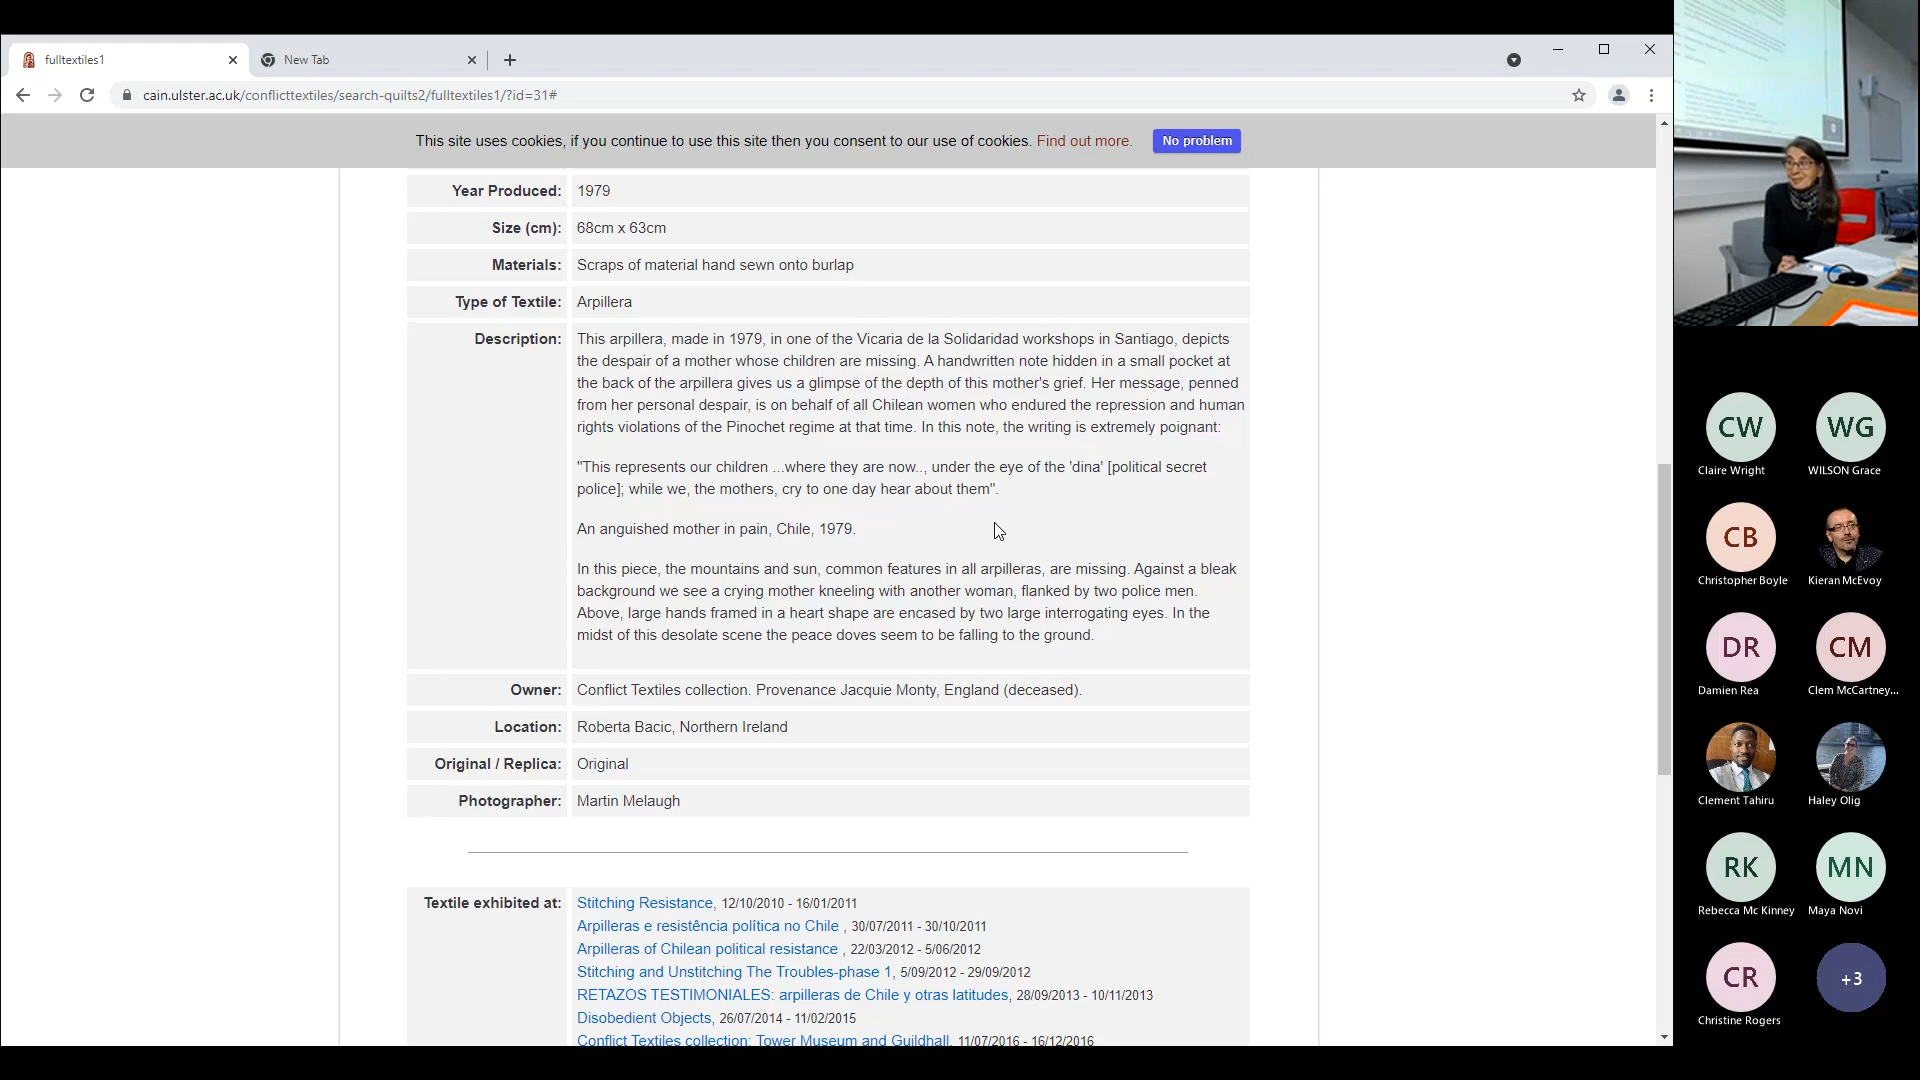 fulltextiles1
New Tab
cain.ulster.ac.uk/conflicttextiles/search-quilts2/fulltextiles1/?id=31#
This site uses cookies, if you continue to use this site then you consent to our use of cookies. Find out more. No problem
Year Produced: 1979
Size (cm): 68cm x 63cm
Materials: Scraps of material hand sewn onto burlap
Type of Textile: Arpillera
Description: This arpillera, made in 1979, in one of the Vicaria de la Solidaridad workshops in Santiago, depicts
the despair of a mother whose children are missing. A handwritten note hidden in a small pocket at
the back of the arpillera gives us a glimpse of the depth of this mother's grief. Her message, penned
from her personal despair, is on behalf of all Chilean women who endured the repression and human
rights violations of the Pinochet regime at that time. In this note, the writing is extremely poignant:
"This represents our children ...where they are now.., under the eye of the 'dina' [political secret
police]; while we, the mothers, cry to one day hear about them".
An anguished mother in pain, Chile, 1979.
In this piece, the mountains and sun, common features in all arpilleras, are missing. Against a bleak
background we see a crying mother kneeling with another woman, flanked by two police men.
Above, large hands framed in a heart shape are encased by two large interrogating eyes. In the
midst of this desolate scene the peace doves seem to be falling to the ground.
Owner: Conflict Textiles collection. Provenance Jacquie Monty, England (deceased).
Location: Roberta Bacic, Northern Ireland
Original / Replica: Original
Photographer: Martin Melaugh
Textile exhibited at: Stitching Resistance, 12/10/2010 - 16/01/2011
Arpilleras e resistência política no Chile , 30/07/2011 - 30/10/2011
Arpilleras of Chilean political resistance , 22/03/2012 - 5/06/2012
Stitching and Unstitching The Troubles-phase 1, 5/09/2012 - 29/09/2012
RETAZOS TESTIMONIALES: arpilleras de Chile y otras latitudes, 28/09/2013 - 10/11/2013
Disobedient Objects, 26/07/2014 - 11/02/2015
Conflict Textiles collection: Tower Museum and Guildhall, 11/07/2016 - 16/12/2016
CW WG
Claire Wright WILSON Grace
CB
Christopher Boyle Kieran McEvoy
DR CM
Damien Rea Clem McCartney...
Clement Tahiru Haley Olig
RK MN
Rebecca Mc Kinney Maya Novi
CR +3
Christine Rogers